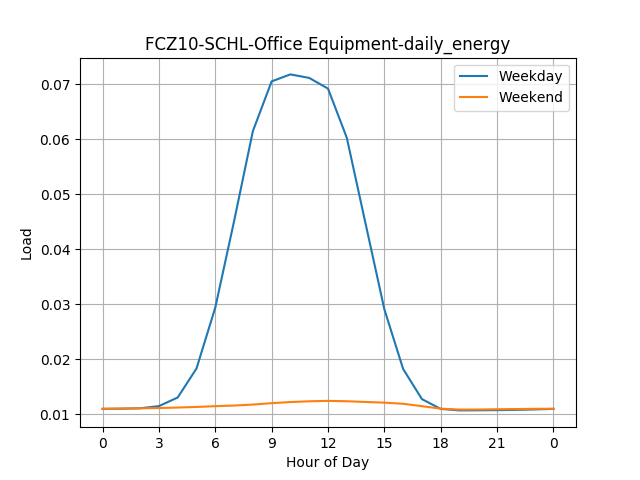 FCZ10-SCHL-Office Equipment-daily_energy
Weekday
Weekend
0.07
0.06
0.05
0.04
0.03
0.02
0.01
Load
0 3 6 9 12 15 18 21 0
Hour of Day